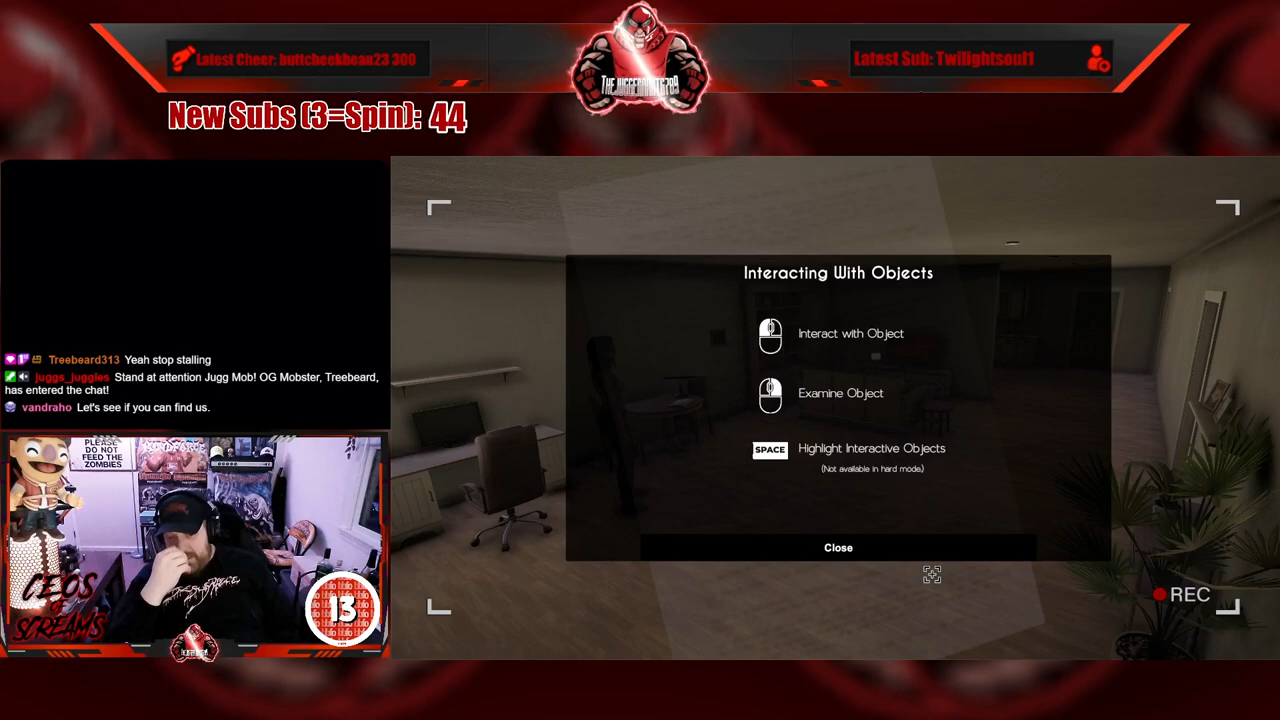 Latest Cheer: buttcheekbeau23 300
THEJUGGERNAUT6789
Latest Sub: Twilightsoul1
New Subs (3=Spin): 44
Interacting With Objects
Interact with Object
Examine Object
SPACE Highlight Interactive Objects
(Not available in hard mode.)
Close
REC
Treebeard313 Yeah stop stalling
juggs_juggles Stand at attention Jugg Mob! OG Mobster, Treebeard,
has entered the chat!
vandraho Let's see if you can find us.
PLEASE
DO NOT
FEED THE
ZOMBIES
CEOS
OF
SCREAMS
13